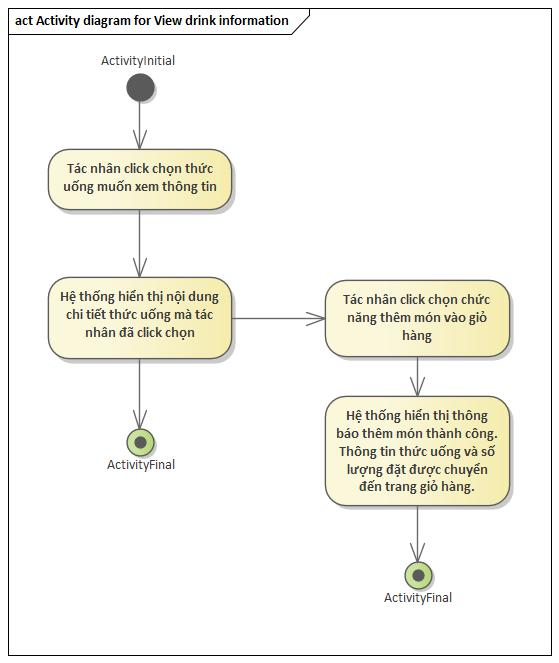 act Activity diagram for View drink information
ActivityInitial
Tác nhân click chọn thức
uống muốn xem thông tin
Hệ thống hiển thị nội dung
chi tiết thức uống mà tác
nhân đã click chọn
Tác nhân click chọn chức
năng thêm món vào giỏ
hàng
Hệ thống hiển thị thông
báo thêm món thành công.
Thông tin thức uống và số
lượng đặt được chuyển
đến trang giỏ hàng.
ActivityFinal
ActivityFinal